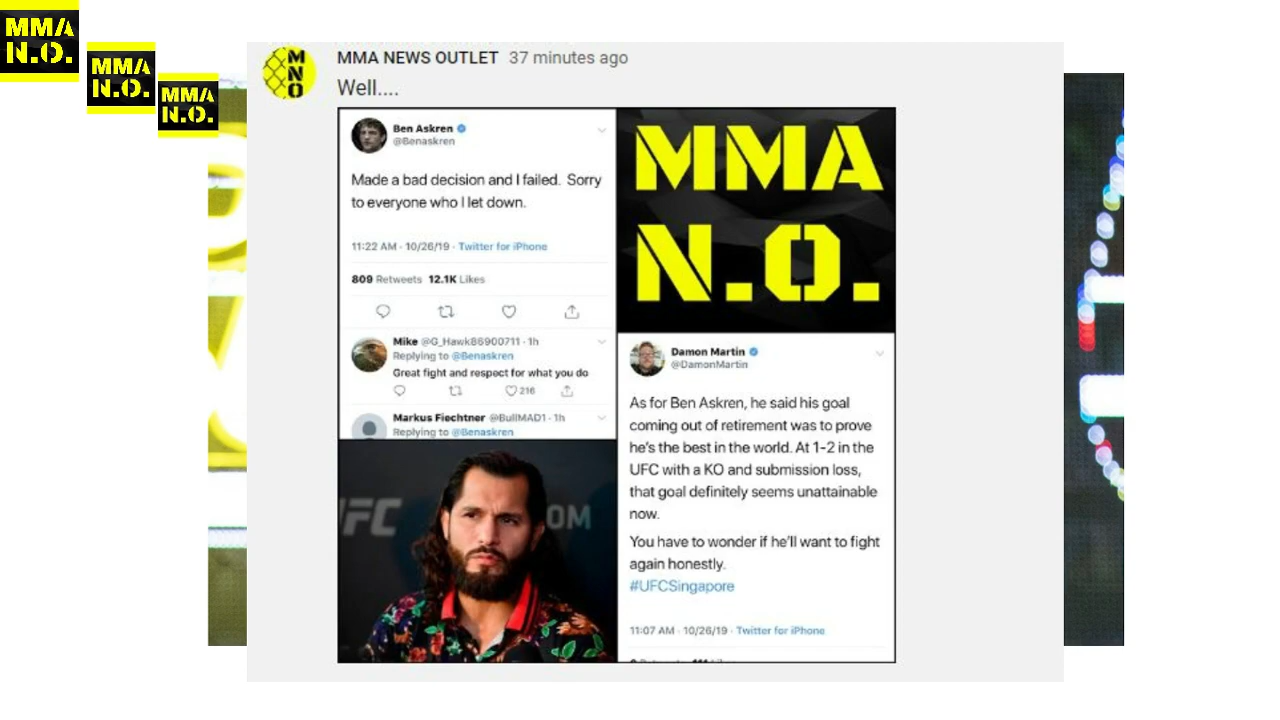 MMA
N.O.
MMA
N.O.
MMA
N.O.
MNO
MMA NEWS OUTLET 37 minutes ago
Well....
Ben Askren
@Benaskren
Made a bad decision and I failed. Sorry
to everyone who I let down.
11:22 AM · 10/26/19 · Twitter for iPhone
809 Retweets 12.1K Likes
Mike @G_Hawk86900711 · 1h
Replying to @Benaskren
Great fight and respect for what you do
216
Markus Fiechtner @BullMAD1 · 1h
Replying to @Benaskren
MMA
N.O.
Damon Martin
@DamonMartin
As for Ben Askren, he said his goal
coming out of retirement was to prove
he's the best in the world. At 1-2 in the
UFC with a KO and submission loss,
that goal definitely seems unattainable
now.
You have to wonder if he'll want to fight
again honestly.
#UFCSingapore
11:07 AM · 10/26/19 · Twitter for iPhone
UFC
OM